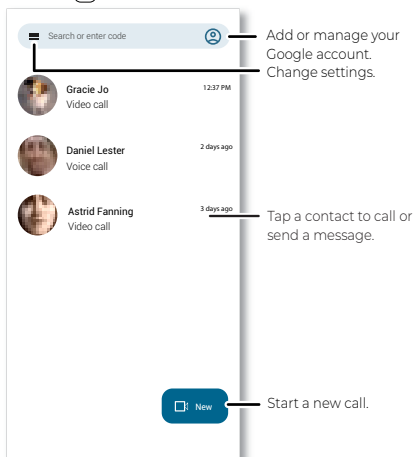 Search or enter code
Add or manage your
Google account.
Change settings.
Gracie Jo
12:37 PM
Video call
Daniel Lester
2 days ago
Voice call
Astrid Fanning
3 days ago
Video call
Tap a contact to call or
send a message.
New
Start a new call.